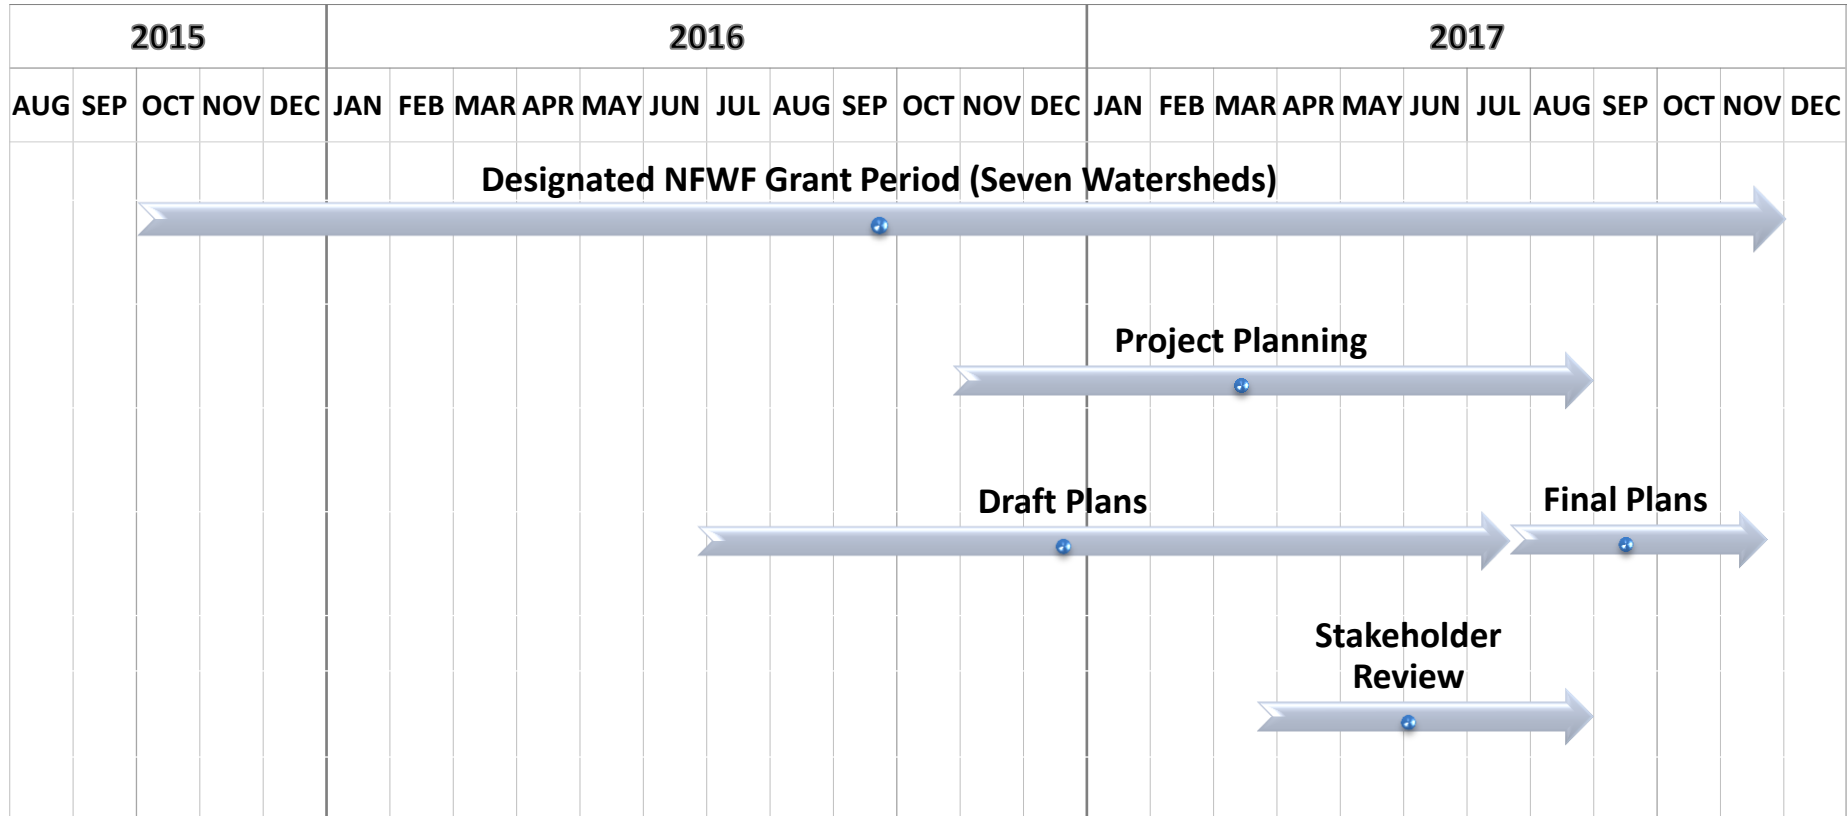 2015 2016 2017
AUG SEP OCT NOV DEC JAN FEB MAR APR MAY JUN JUL AUG SEP OCT NOV DEC JAN FEB MAR APR MAY JUN JUL AUG SEP OCT NOV DEC
Designated NFWF Grant Period (Seven Watersheds)
Project Planning
Draft Plans
Final Plans
Stakeholder
Review